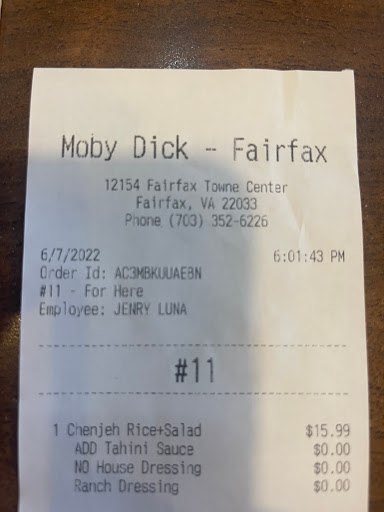 Moby Dick - Fairfax
12154 Fairfax Towne Center
Fairfax, VA 22033
Phone (703) 352-6226
6/7/2022 6:01:43 PM
Order Id: AC3MBKUUAEBN
#11 - For Here
Employee: JENRY LUNA
#11
1 Chenjeh Rice+Salad $15.99
ADD Tahini Sauce $0.00
NO House Dressing $0.00
Ranch Dressing $0.00